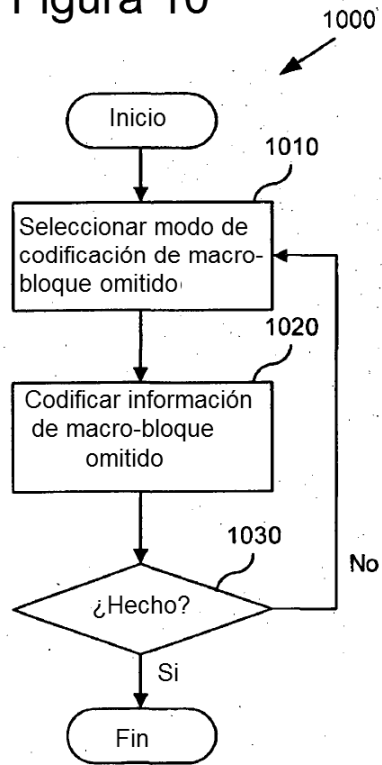 Figura 10
1000
Inicio
1010
Seleccionar modo de
codificación de macro-
bloque omitido
1020
Codificar información
de macro-bloque
omitido
1030
¿Hecho?
No
Si
Fin